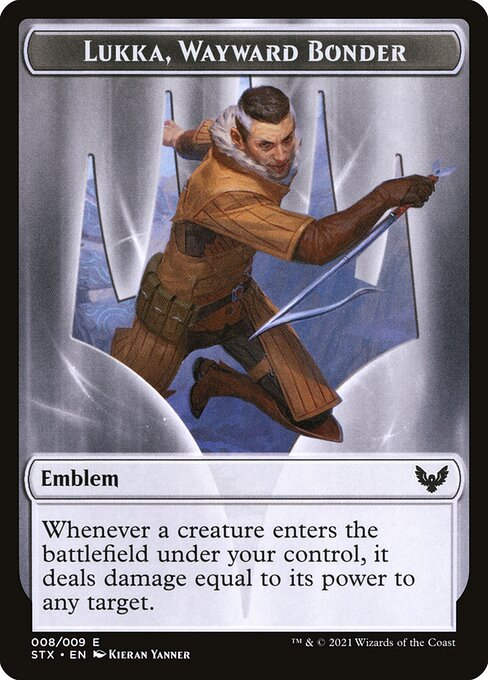 Lukka, Wayward Bonder
Emblem
Whenever a creature enters the
battlefield under your control, it
deals damage equal to its power to
any target.
008/009 E
STX • EN Kieran Yanner
™ & © 2021 Wizards of the Coast